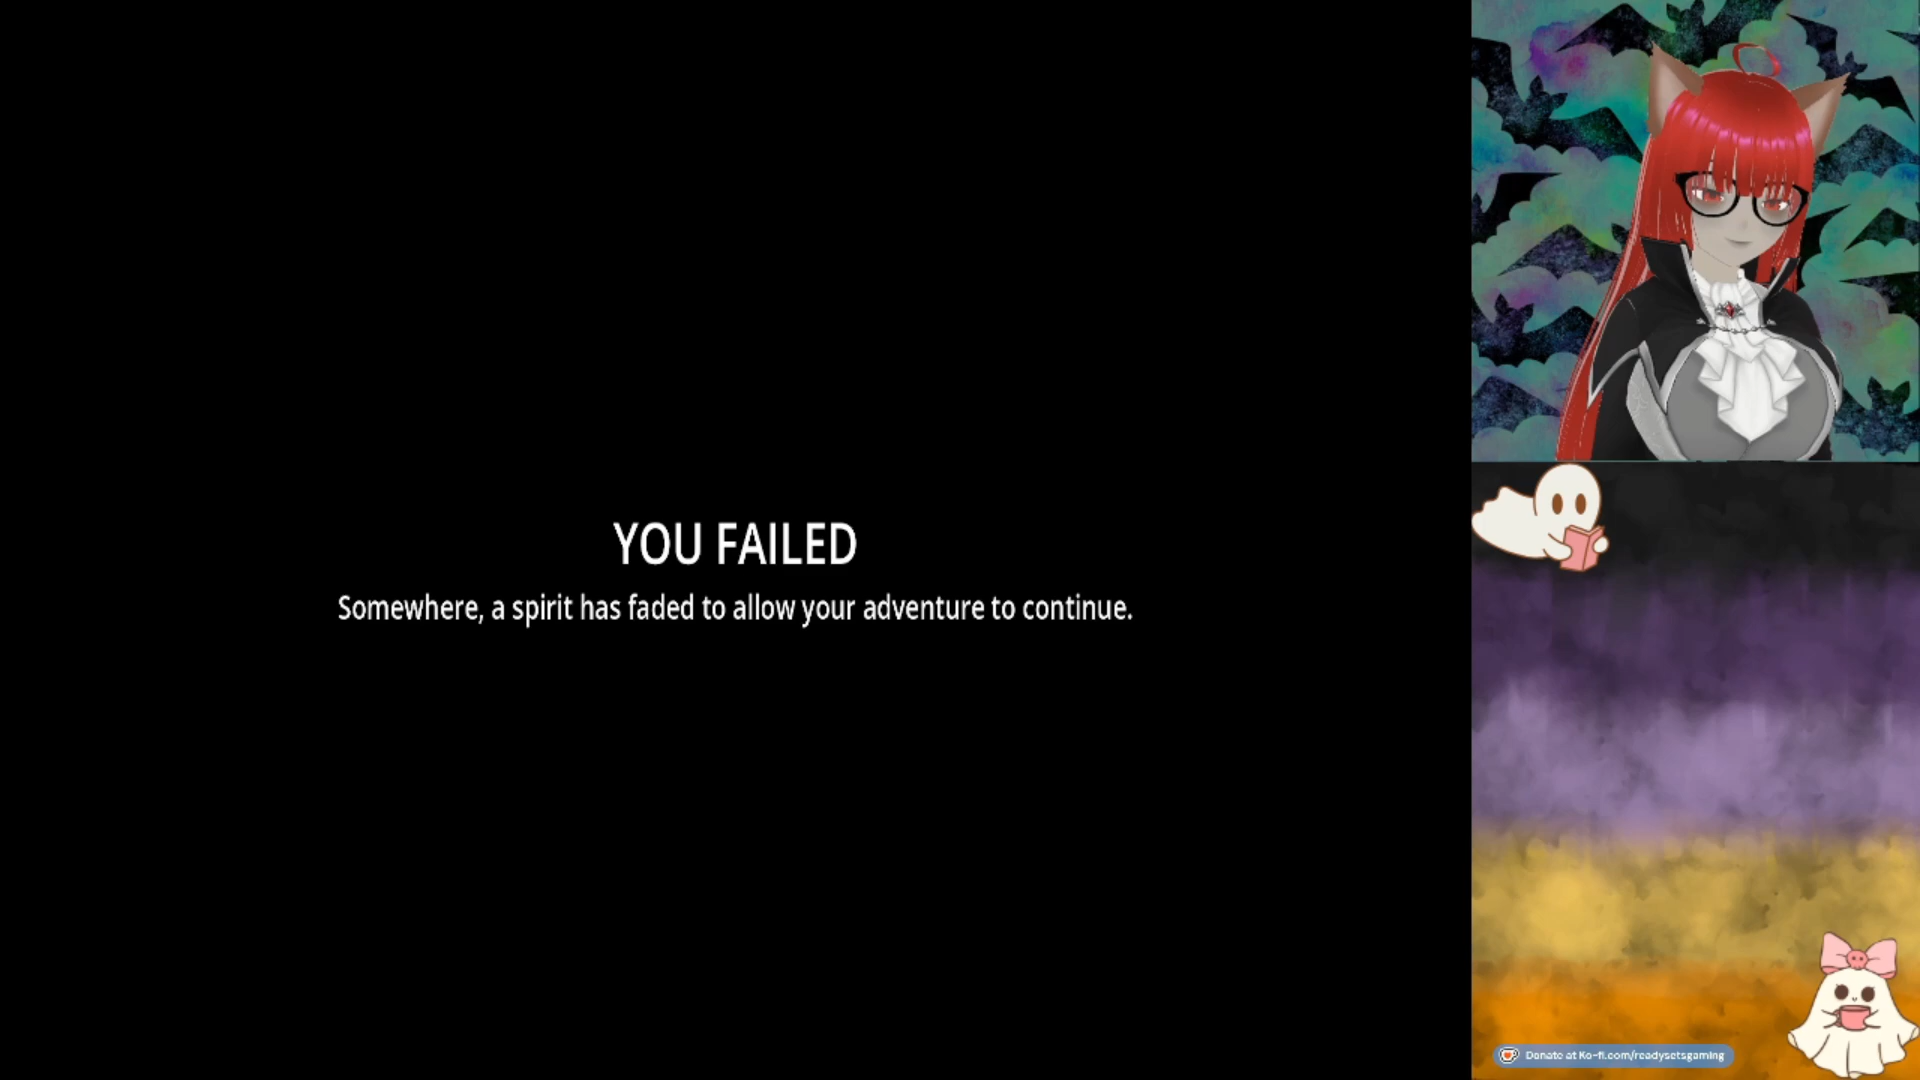 YOU FAILED
Somewhere, a spirit has faded to allow your adventure to continue.
Donate at Ko-fi.com/readysetsgaming